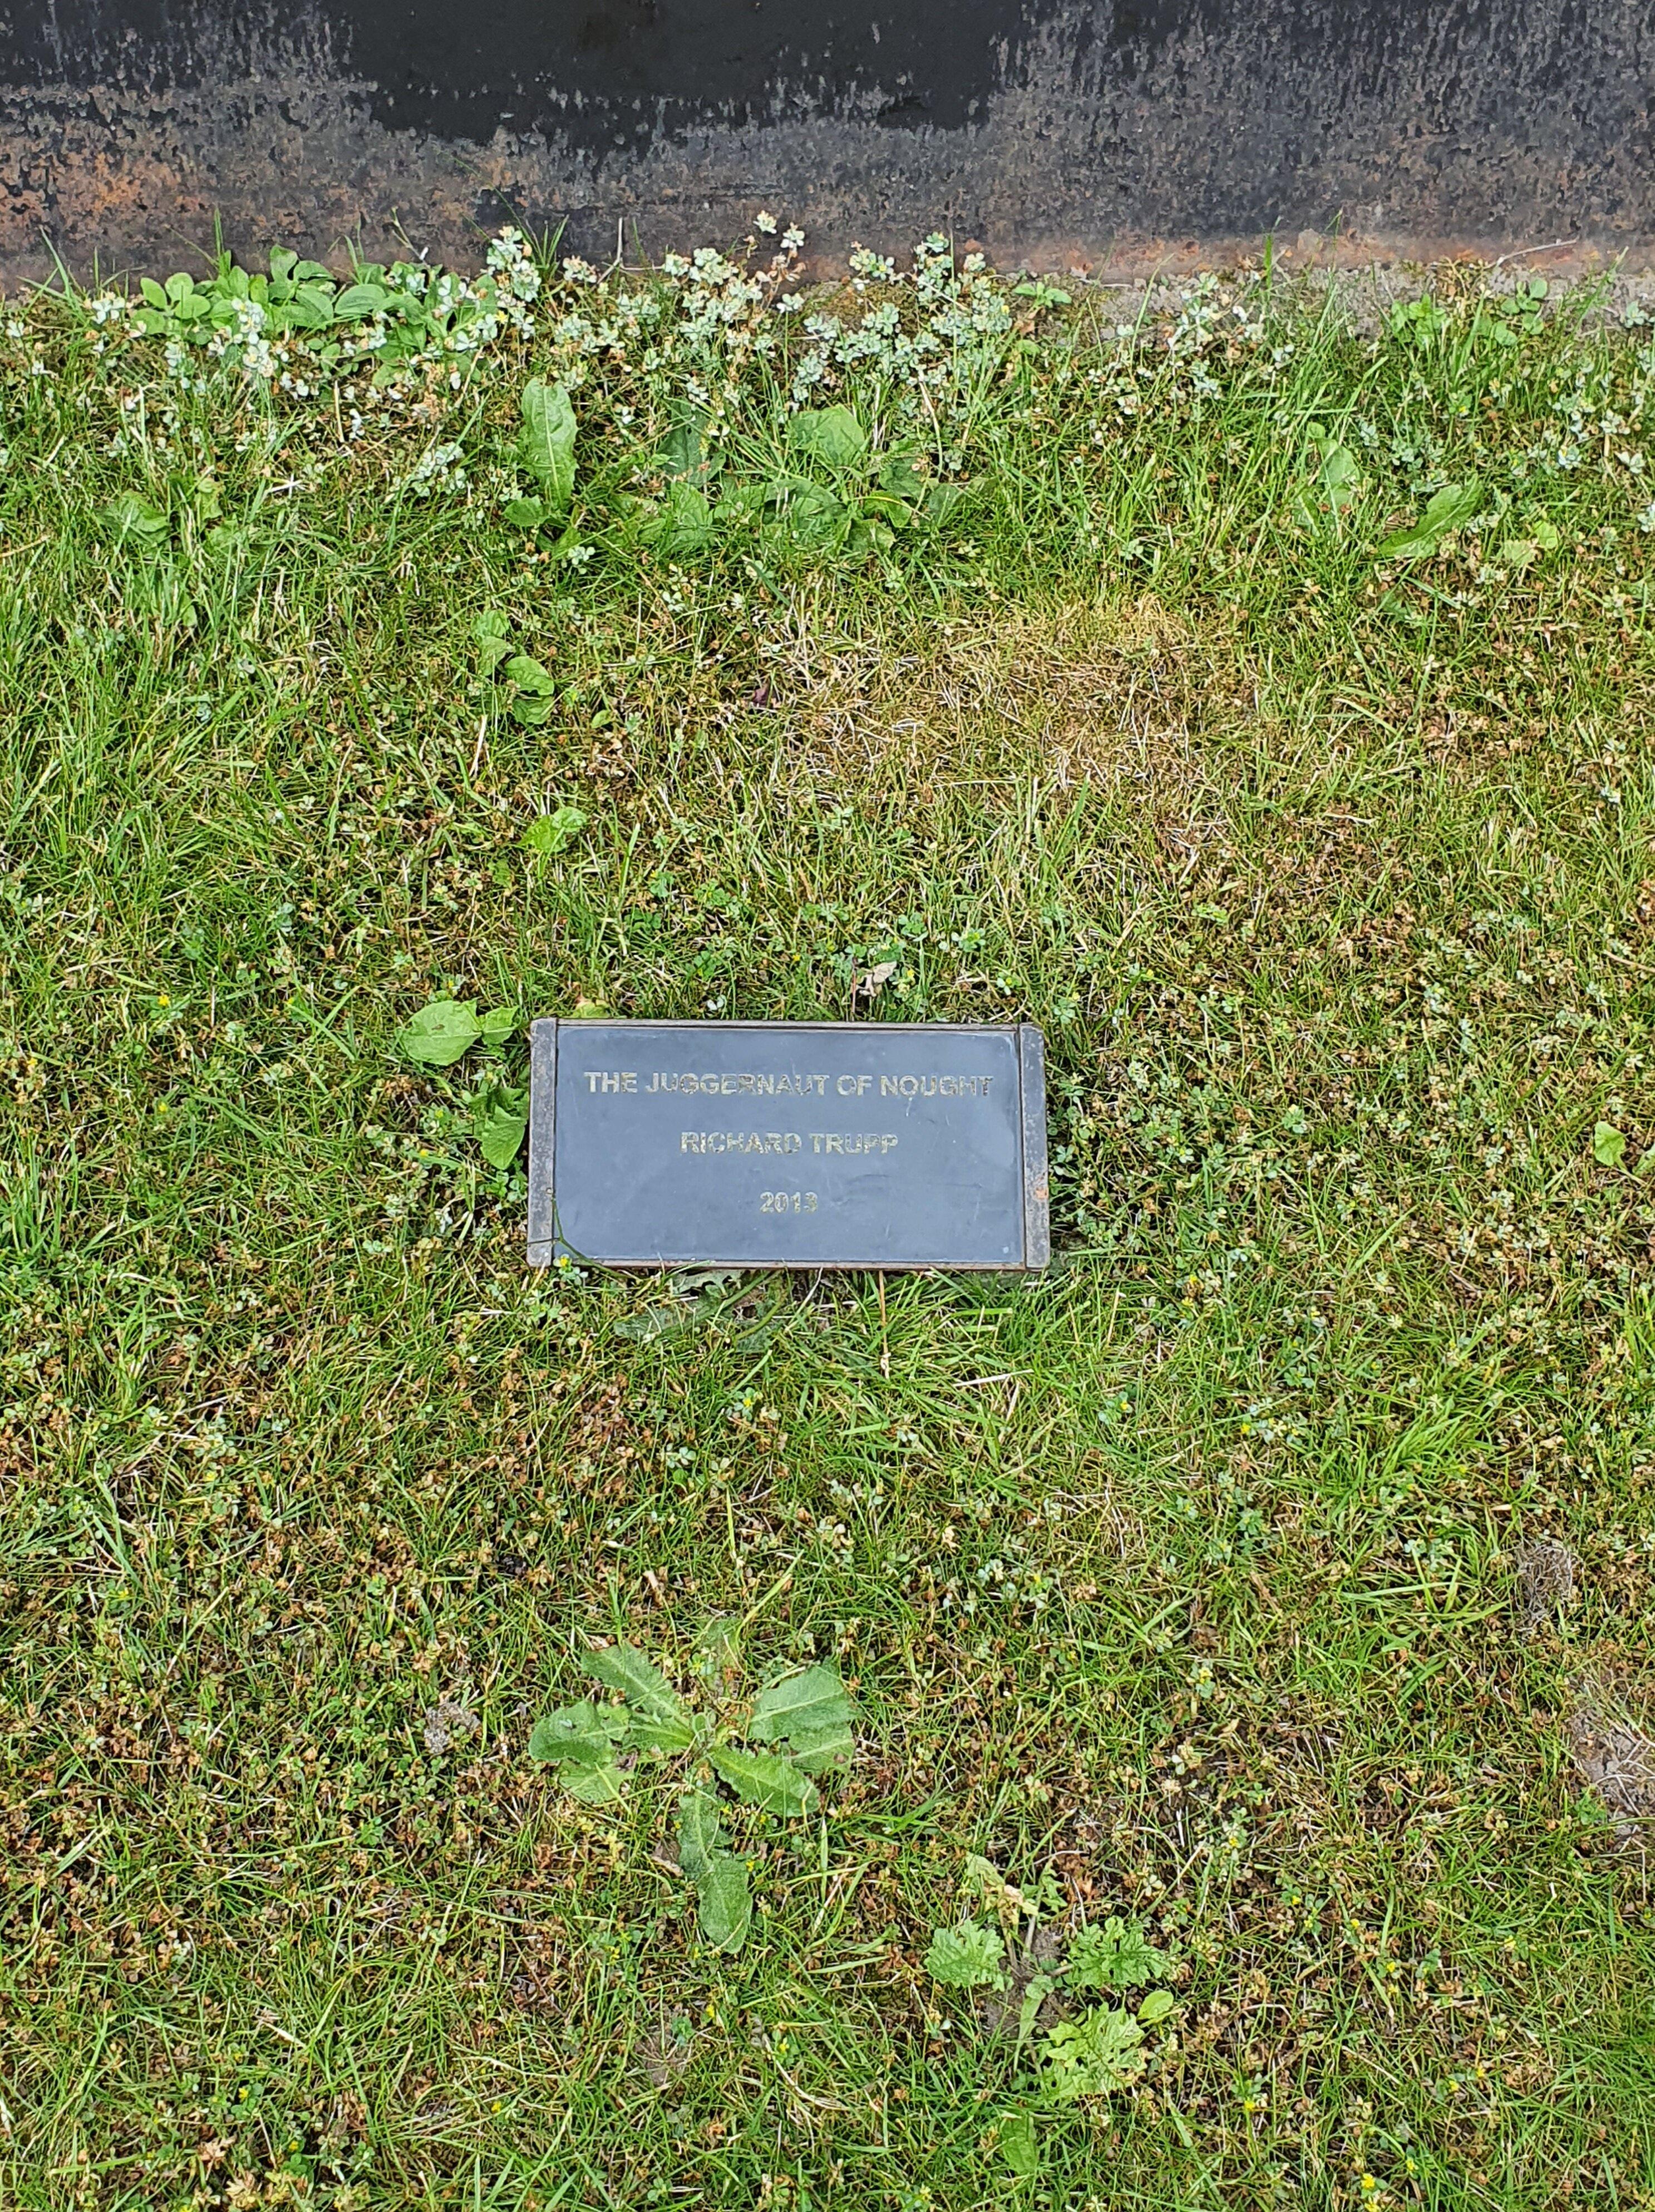 THE JUGGERNAUT OF NOUGHT
RICHARD TRUPP
2013